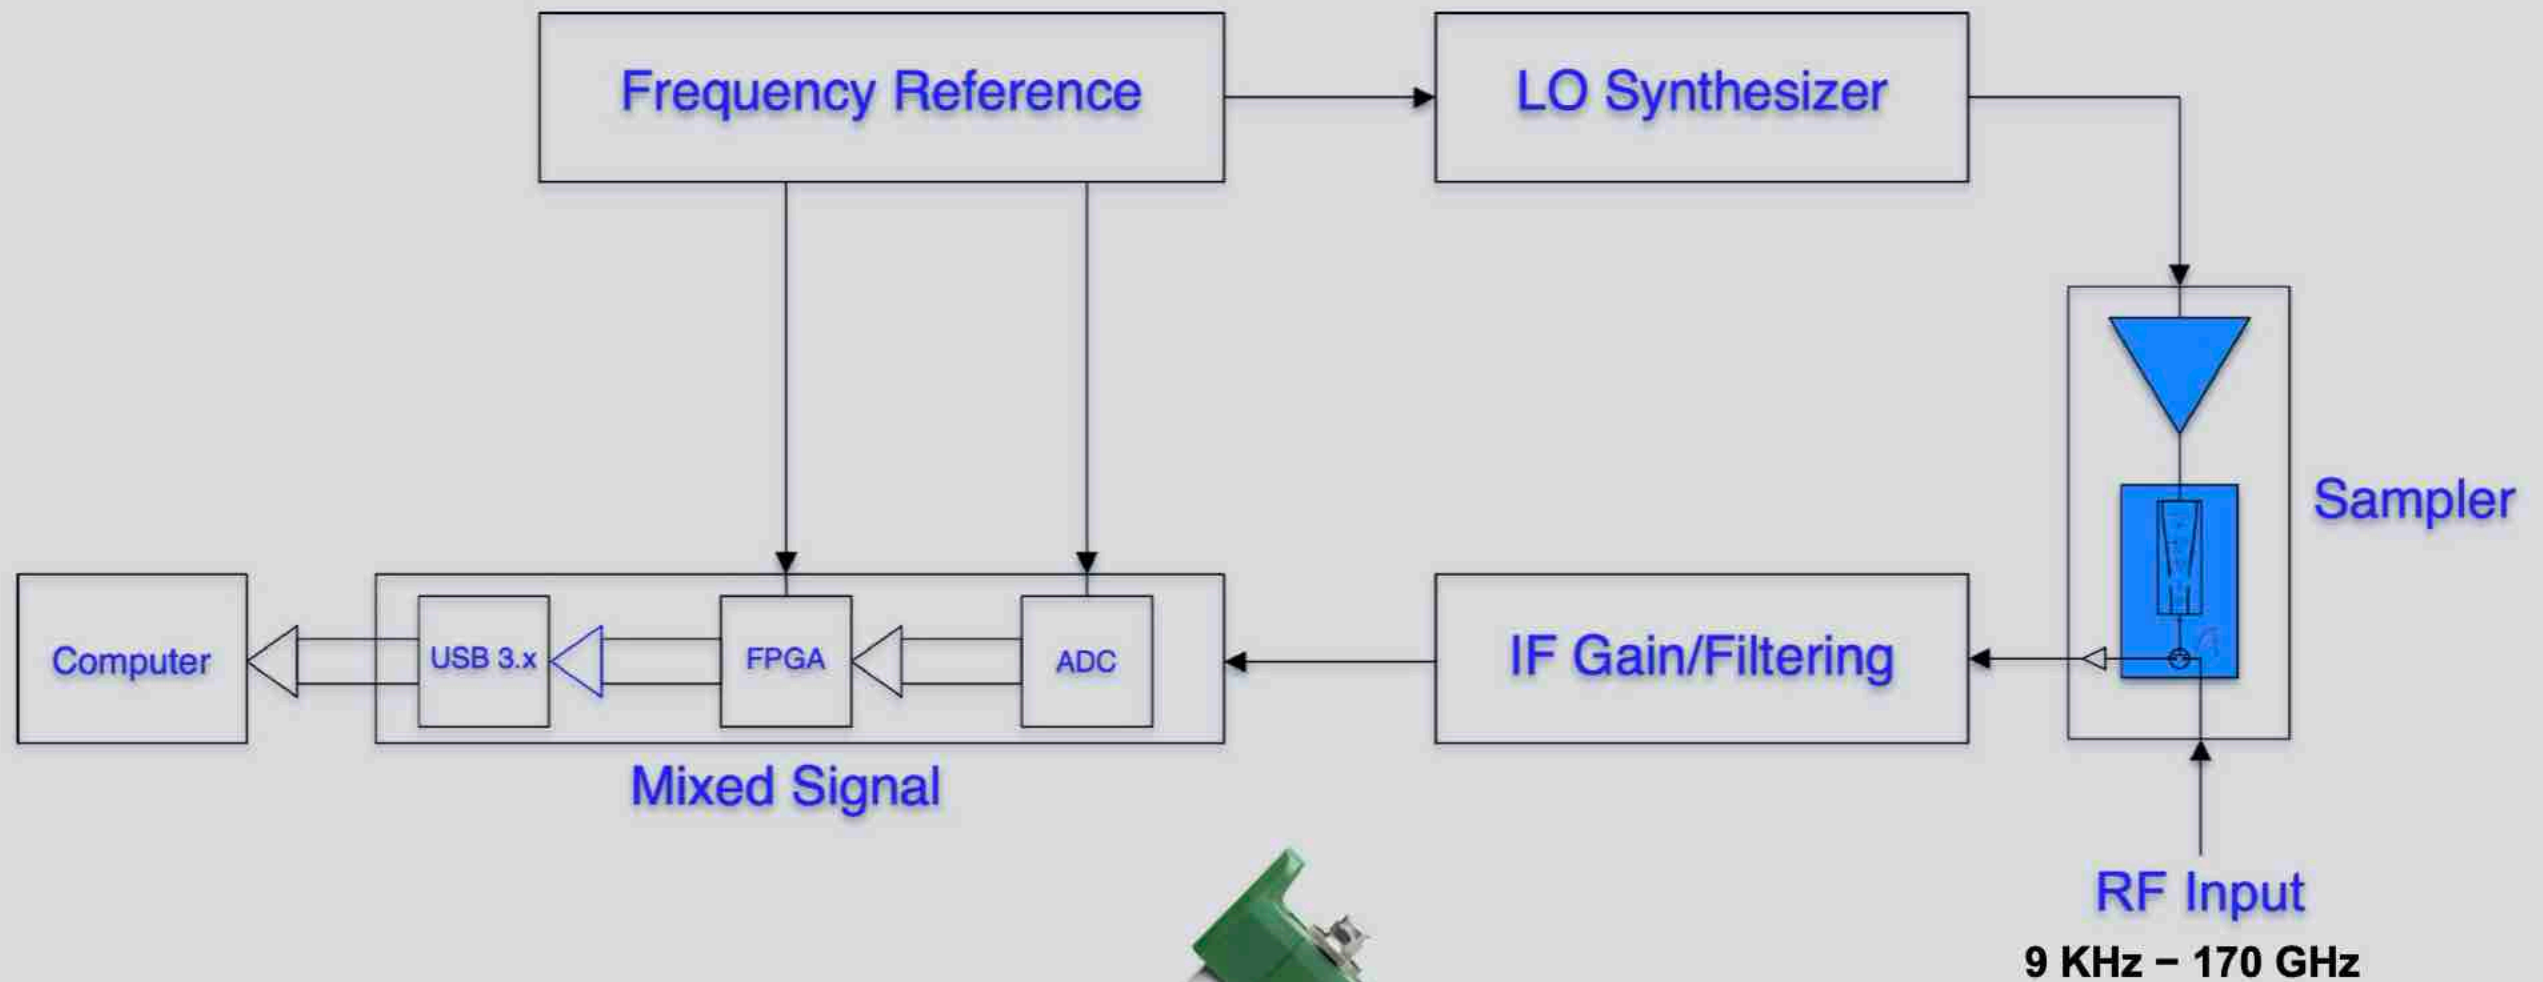 Frequency Reference
LO Synthesizer
Sampler
Computer
USB 3.x
FPGA
ADC
IF Gain/Filtering
Mixed Signal
RF Input
9 KHz – 170 GHz